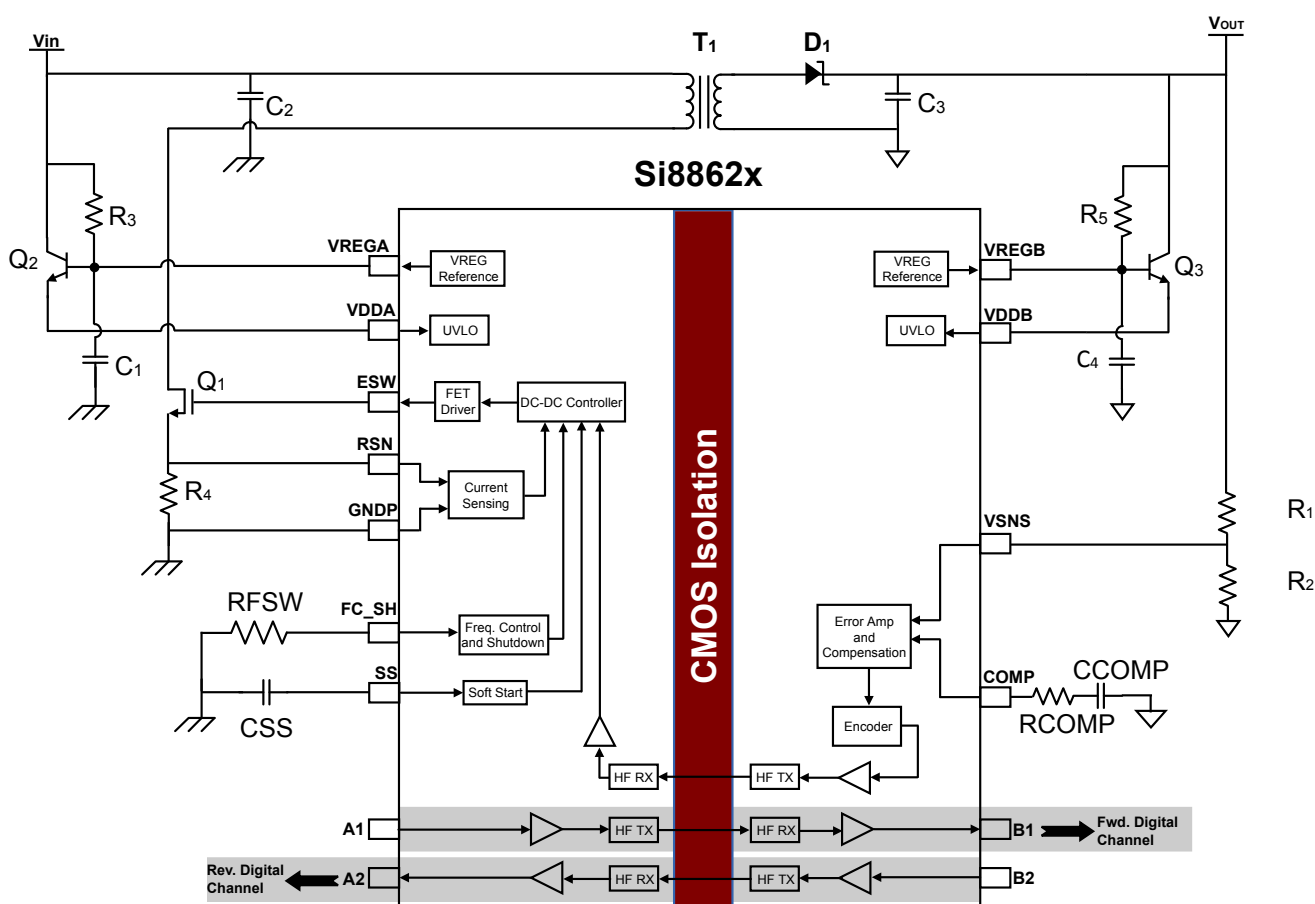 Vin
T1
D1
VOUT
C2
C3
Si8862x
R3
R5
VREGA
VREG
Reference
VREG
Reference
VREGB
Q2
Q3
VDDA
UVLO
UVLO
VDDB
C1
C4
Q1
ESW
FET
Driver
DC-DC Controller
RSN
R4
Current
Sensing
GNDP
CMOS Isolation
VSNS
R1
R2
RFSW
FC_SH
Freq. Control
and Shutdown
Error Amp
and
Compensation
SS
Soft Start
COMP
CCOMP
CSS
RCOMP
Encoder
HF RX
HF TX
A1
HF TX
HF RX
B1
Fwd. Digital
Channel
Rev. Digital
Channel
A2
HF RX
HF TX
B2